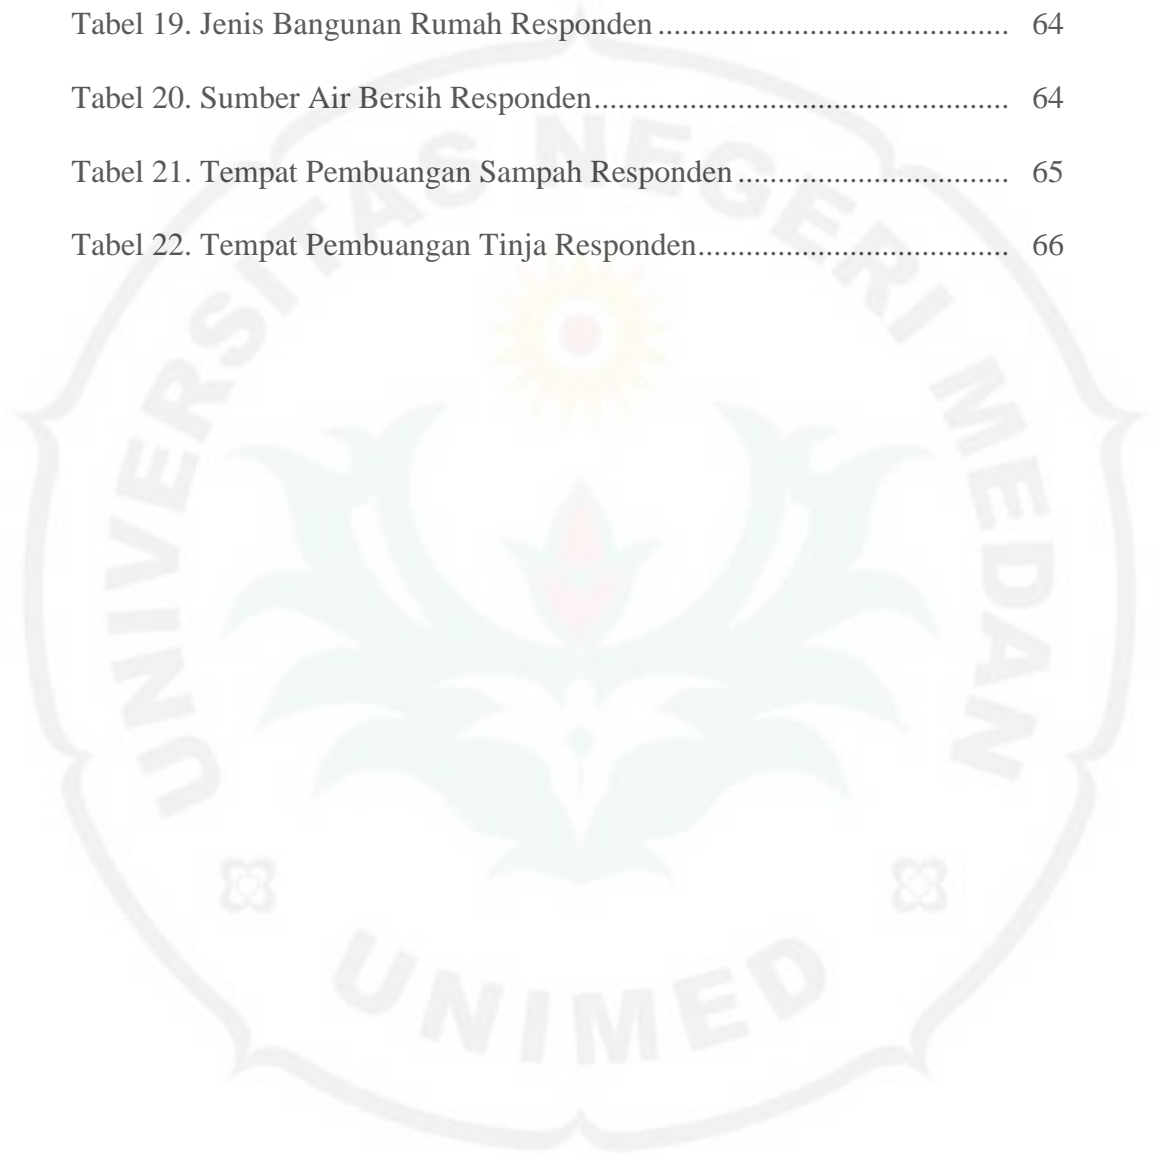 Tabel 19. Jenis Bangunan Rumah Responden ........................................... 64
Tabel 20. Sumber Air Bersih Responden................................................... 64
Tabel 21. Tempat Pembuangan Sampah Responden ................................. 65
Tabel 22. Tempat Pembuangan Tinja Responden...................................... 66
UNIVERSITAS NEGERI MEDAN
UNIMED